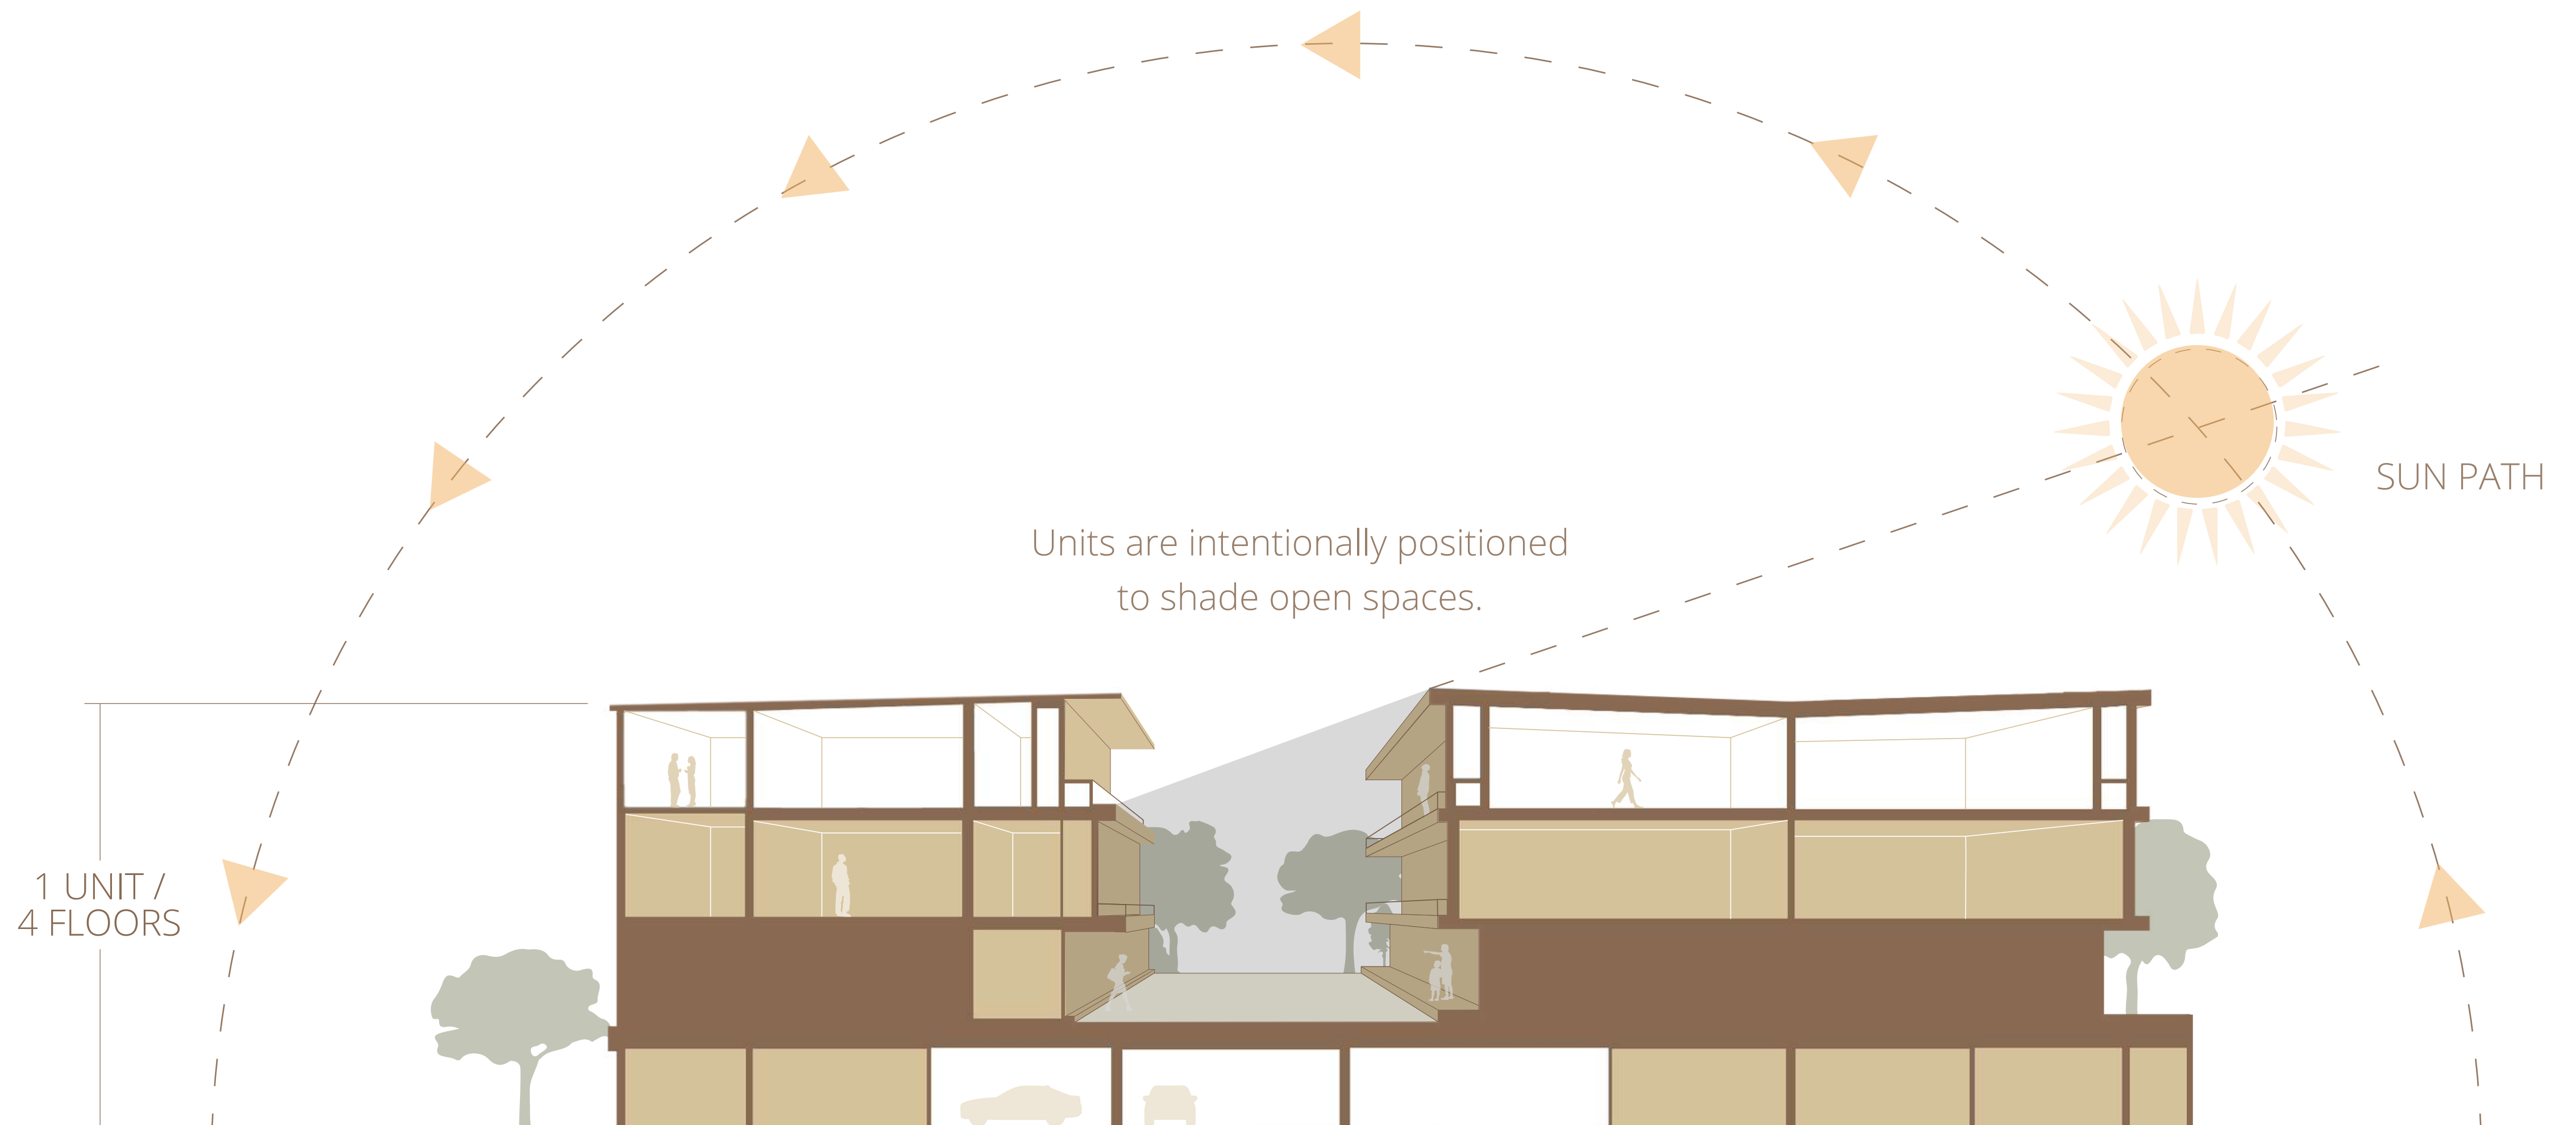 SUN PATH
Units are intentionally positioned
to shade open spaces.
1 UNIT /
4 FLOORS